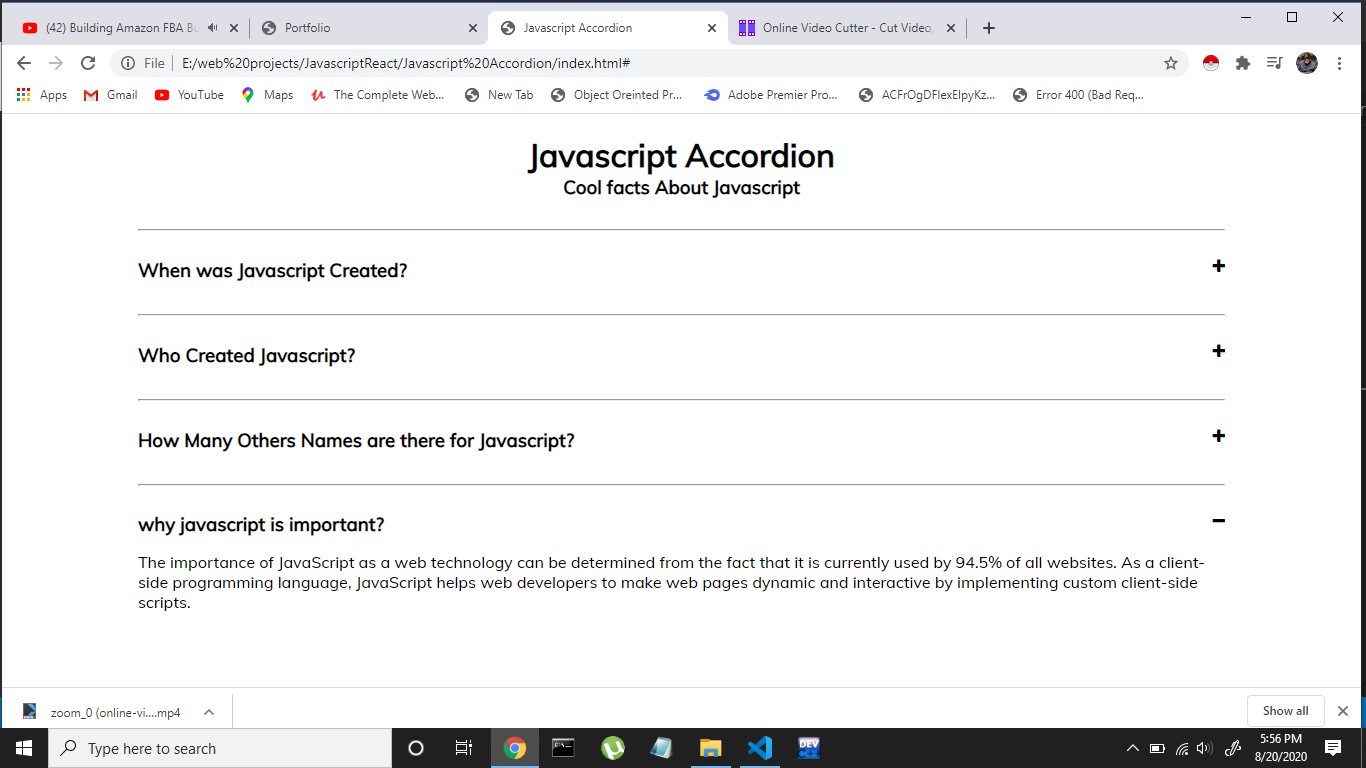 (42) Building Amazon FBA Bu
Portfolio
Javascript Accordion
Online Video Cutter - Cut Video,
File
E:/web%20projects/JavascriptReact/Javascript%20Accordion/index.html#
Apps
Gmail
YouTube
Maps
The Complete Web...
New Tab
Object Oreinted Pr...
Adobe Premier Pro...
ACFrOgDFlexElpyKz...
Error 400 (Bad Req...
Javascript Accordion
Cool facts About Javascript
When was Javascript Created?
Who Created Javascript?
How Many Others Names are there for Javascript?
why javascript is important?
The importance of JavaScript as a web technology can be determined from the fact that it is currently used by 94.5% of all websites. As a client-
side programming language, JavaScript helps web developers to make web pages dynamic and interactive by implementing custom client-side
scripts.
zoom_0 (online-vi....mp4
Show all
Type here to search
DEV
5:56 PM
8/20/2020